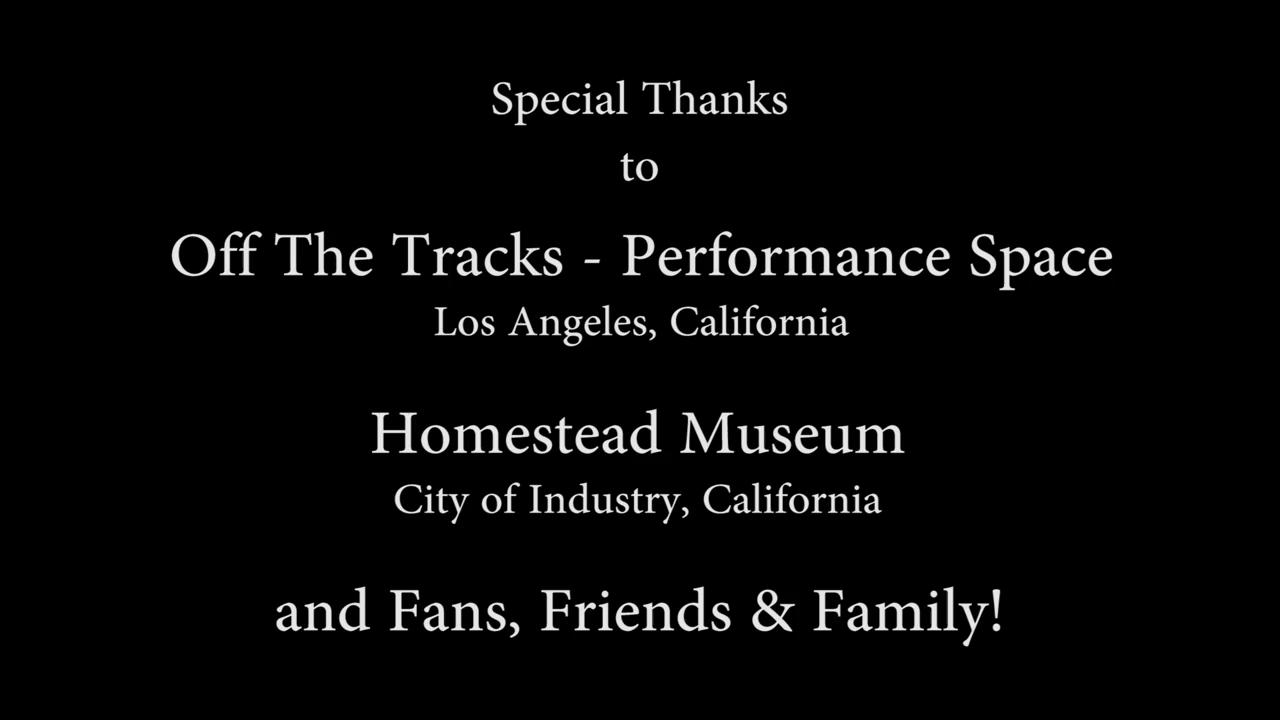 Special Thanks
to
Off The Tracks - Performance Space
Los Angeles, California
Homestead Museum
City of Industry, California
and Fans, Friends & Family!